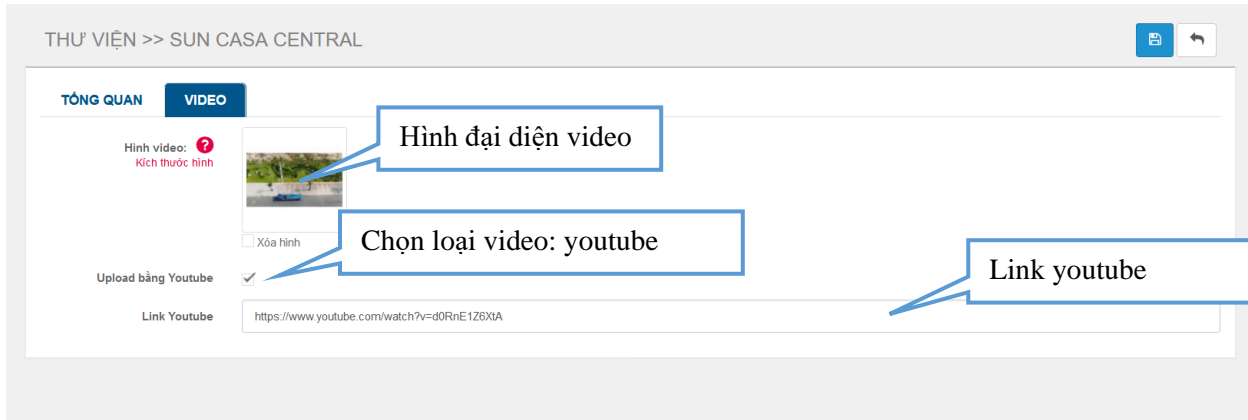 THƯ VIỆN >> SUN CASA CENTRAL
TỔNG QUAN
VIDEO
Hình video:
Kích thước hình
Hình đại diện video
Xóa hình
Chọn loại video: youtube
Upload bằng Youtube
Link youtube
Link Youtube
https://www.youtube.com/watch?v=d0RnE1Z6XtA